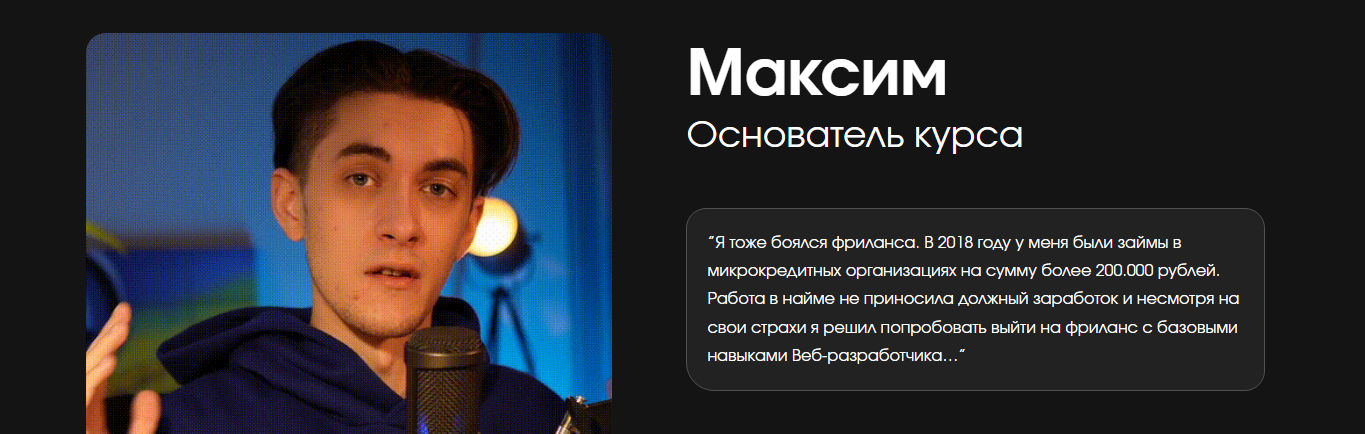 Максим
Основатель курса
"Я тоже боялся фриланса. В 2018 году у меня были займы в
микрокредитных организациях на сумму более 200.000 рублей.
Работа в найме не приносила должный заработок и несмотря на
свои страхи я решил попробовать выйти на фриланс с базовыми
навыками Веб-разработчика..."